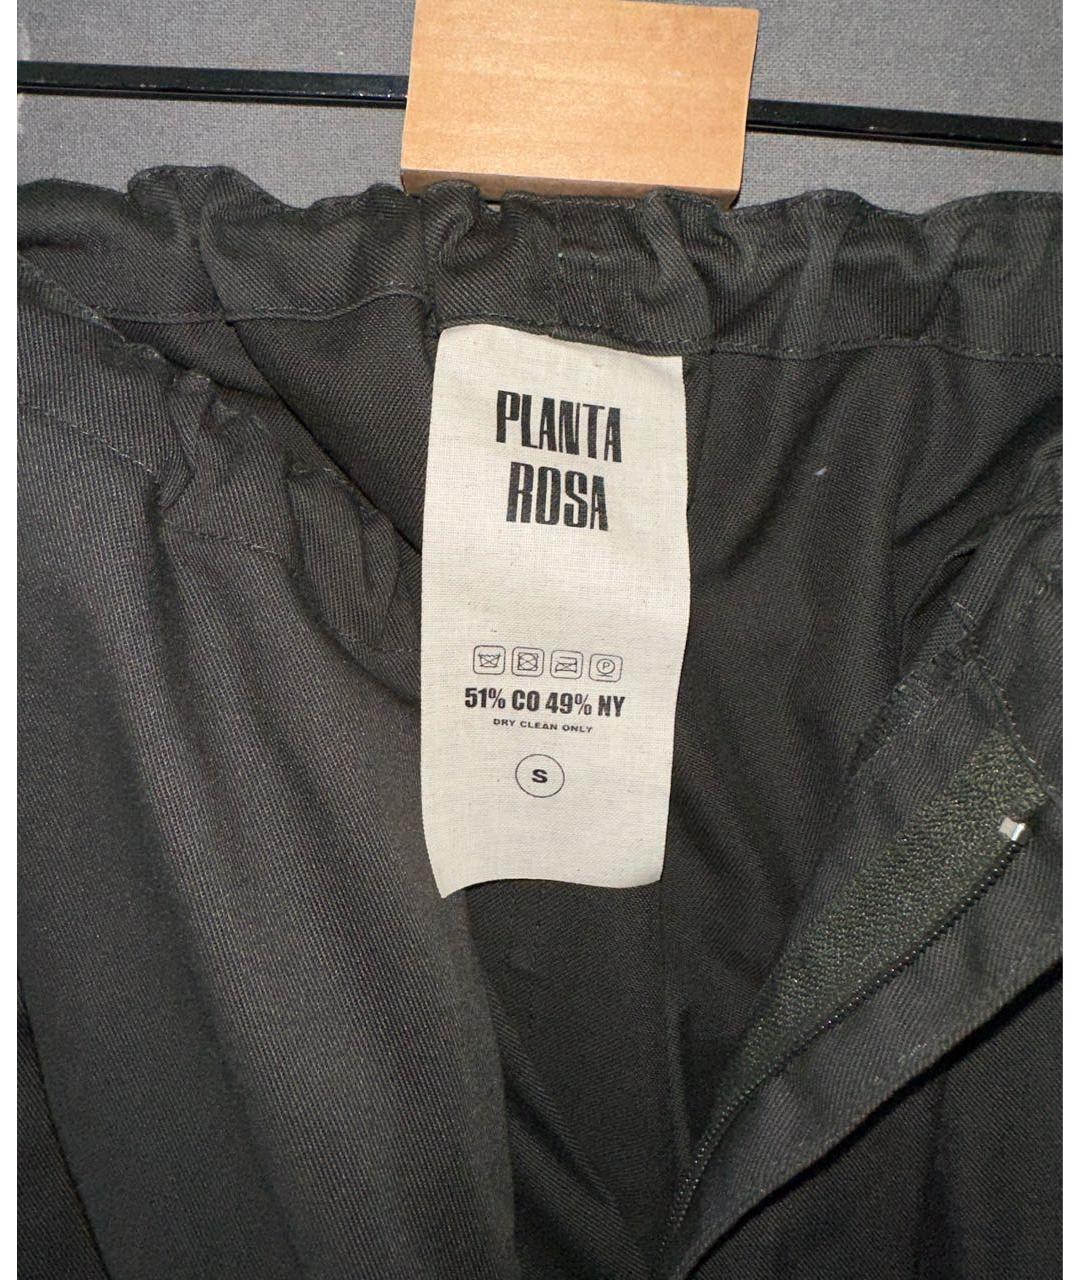 PLANTA
ROSA
P
51% CO 49% NY
DRY CLEAN ONLY
S